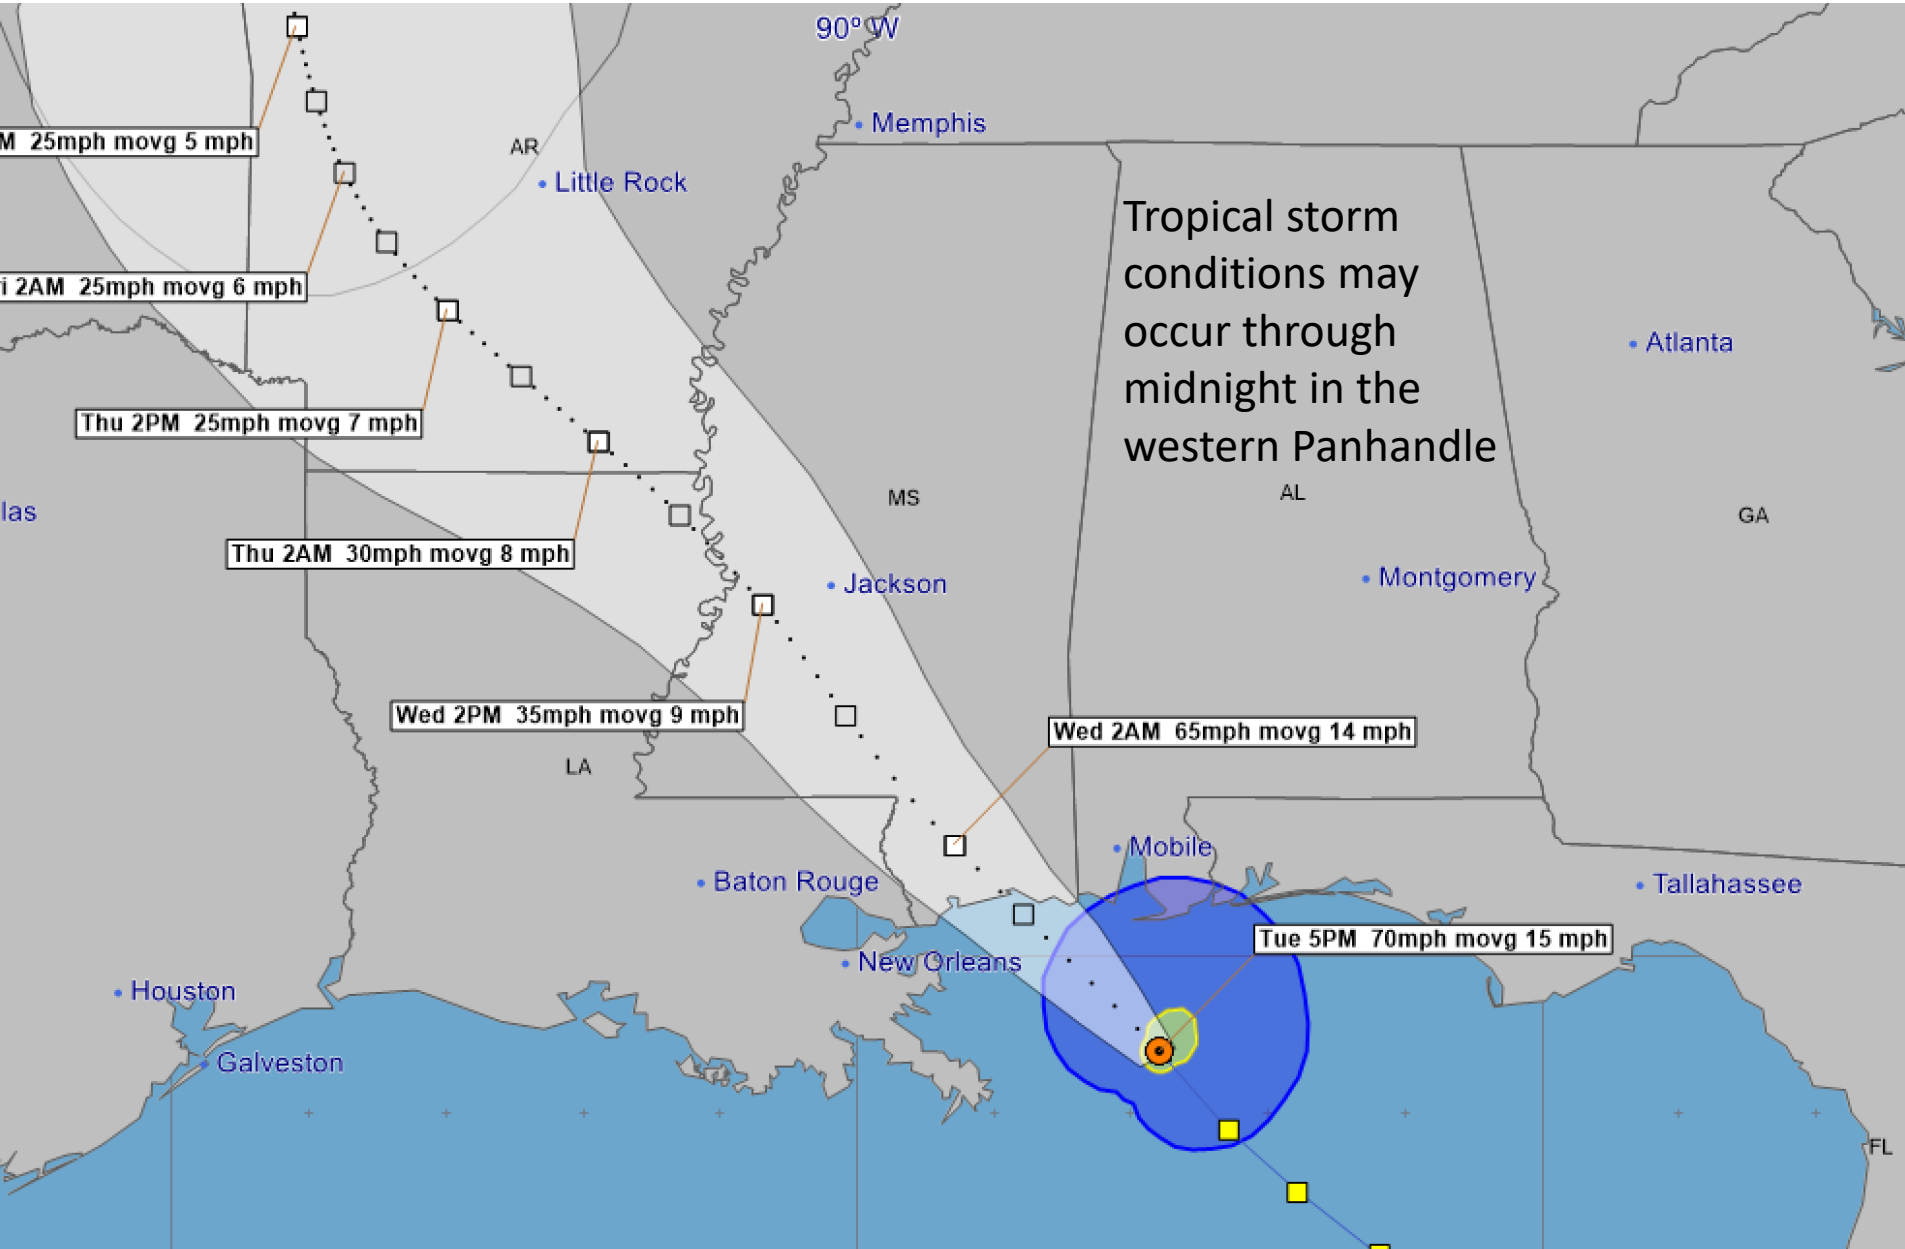 90° W
Memphis
M 25mph movg 5 mph
AR
Little Rock
Tropical storm
conditions may
occur through
midnight in the
western Panhandle
i 2AM 25mph movg 6 mph
Atlanta
Thu 2PM 25mph movg 7 mph
MS
AL
las
GA
Thu 2AM 30mph movg 8 mph
Jackson
Montgomery
Wed 2PM 35mph movg 9 mph
Wed 2AM 65mph movg 14 mph
LA
Mobile
Baton Rouge
Tallahassee
Tue 5PM 70mph movg 15 mph
New Orleans
Houston
Galveston
FL